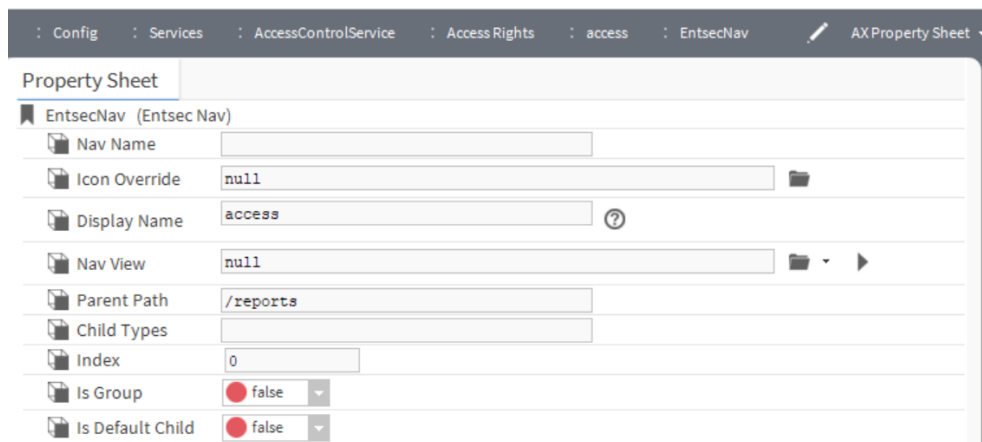 : Config : Services : AccessControlService : Access Rights : access : EntsecNav AX Property Sheet
Property Sheet
EntsecNav (Entsec Nav)
Nav Name
Icon Override null
Display Name access
Nav View null
Parent Path /reports
Child Types
Index 0
Is Group false
Is Default Child false